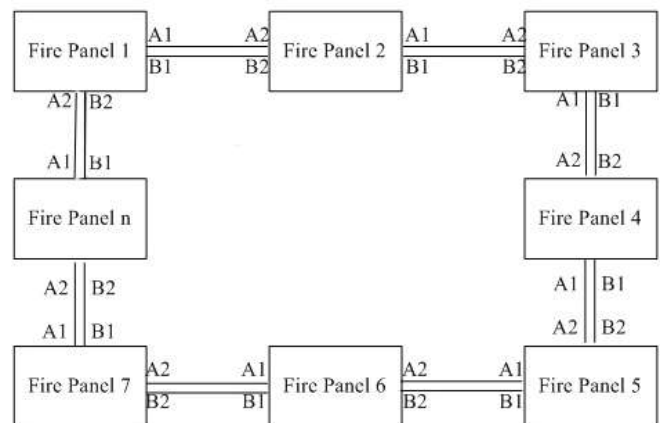 A1 A2 A1 A2
Fire Panel 1 Fire Panel 2 Fire Panel 3
B1 B2 B1 B2
A2 B2 A1 B1
A1 B1 A2 B2
Fire Panel n Fire Panel 4
A2 B2 A1 B1
A1 B1 A2 B2
A2 A1 A2 A1
Fire Panel 7 Fire Panel 6 Fire Panel 5
B2 B1 B2 B1